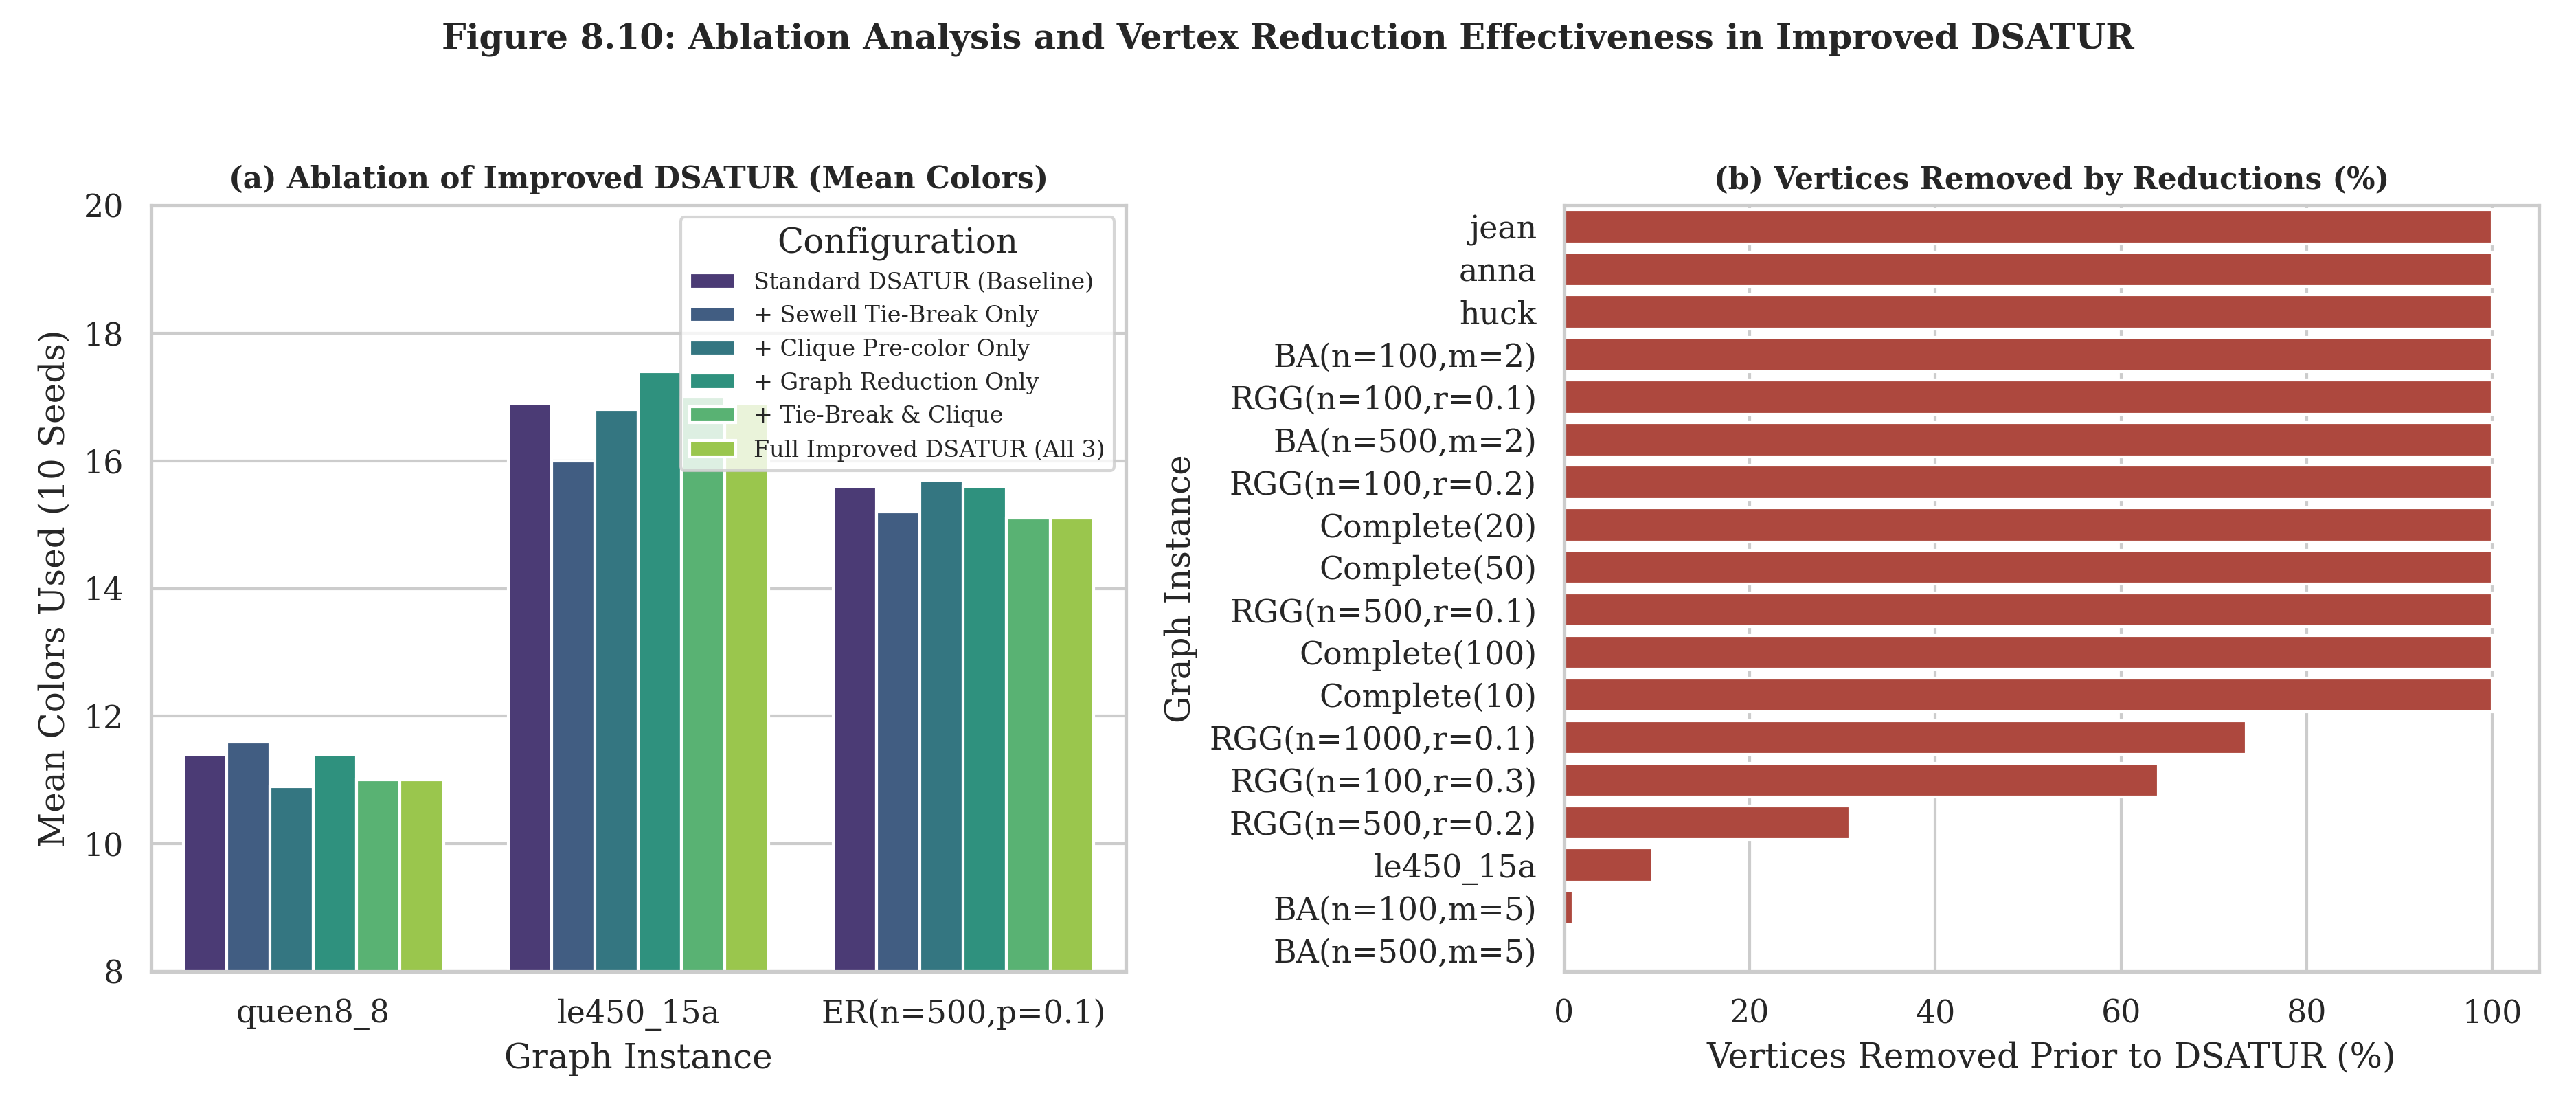 Figure 8.10: Ablation Analysis and Vertex Reduction Effectiveness in Improved DSATUR
(a) Ablation of Improved DSATUR (Mean Colors)
Mean Colors Used (10 Seeds)
20
18
16
14
12
10
8
Configuration
Standard DSATUR (Baseline)
+ Sewell Tie-Break Only
+ Clique Pre-color Only
+ Graph Reduction Only
+ Tie-Break & Clique
Full Improved DSATUR (All 3)
queen8_8
le450_15a
ER(n=500,p=0.1)
Graph Instance
(b) Vertices Removed by Reductions (%)
Graph Instance
jean
anna
huck
BA(n=100,m=2)
RGG(n=100,r=0.1)
BA(n=500,m=2)
RGG(n=100,r=0.2)
Complete(20)
Complete(50)
RGG(n=500,r=0.1)
Complete(100)
Complete(10)
RGG(n=1000,r=0.1)
RGG(n=100,r=0.3)
RGG(n=500,r=0.2)
le450_15a
BA(n=100,m=5)
BA(n=500,m=5)
0
20
40
60
80
100
Vertices Removed Prior to DSATUR (%)